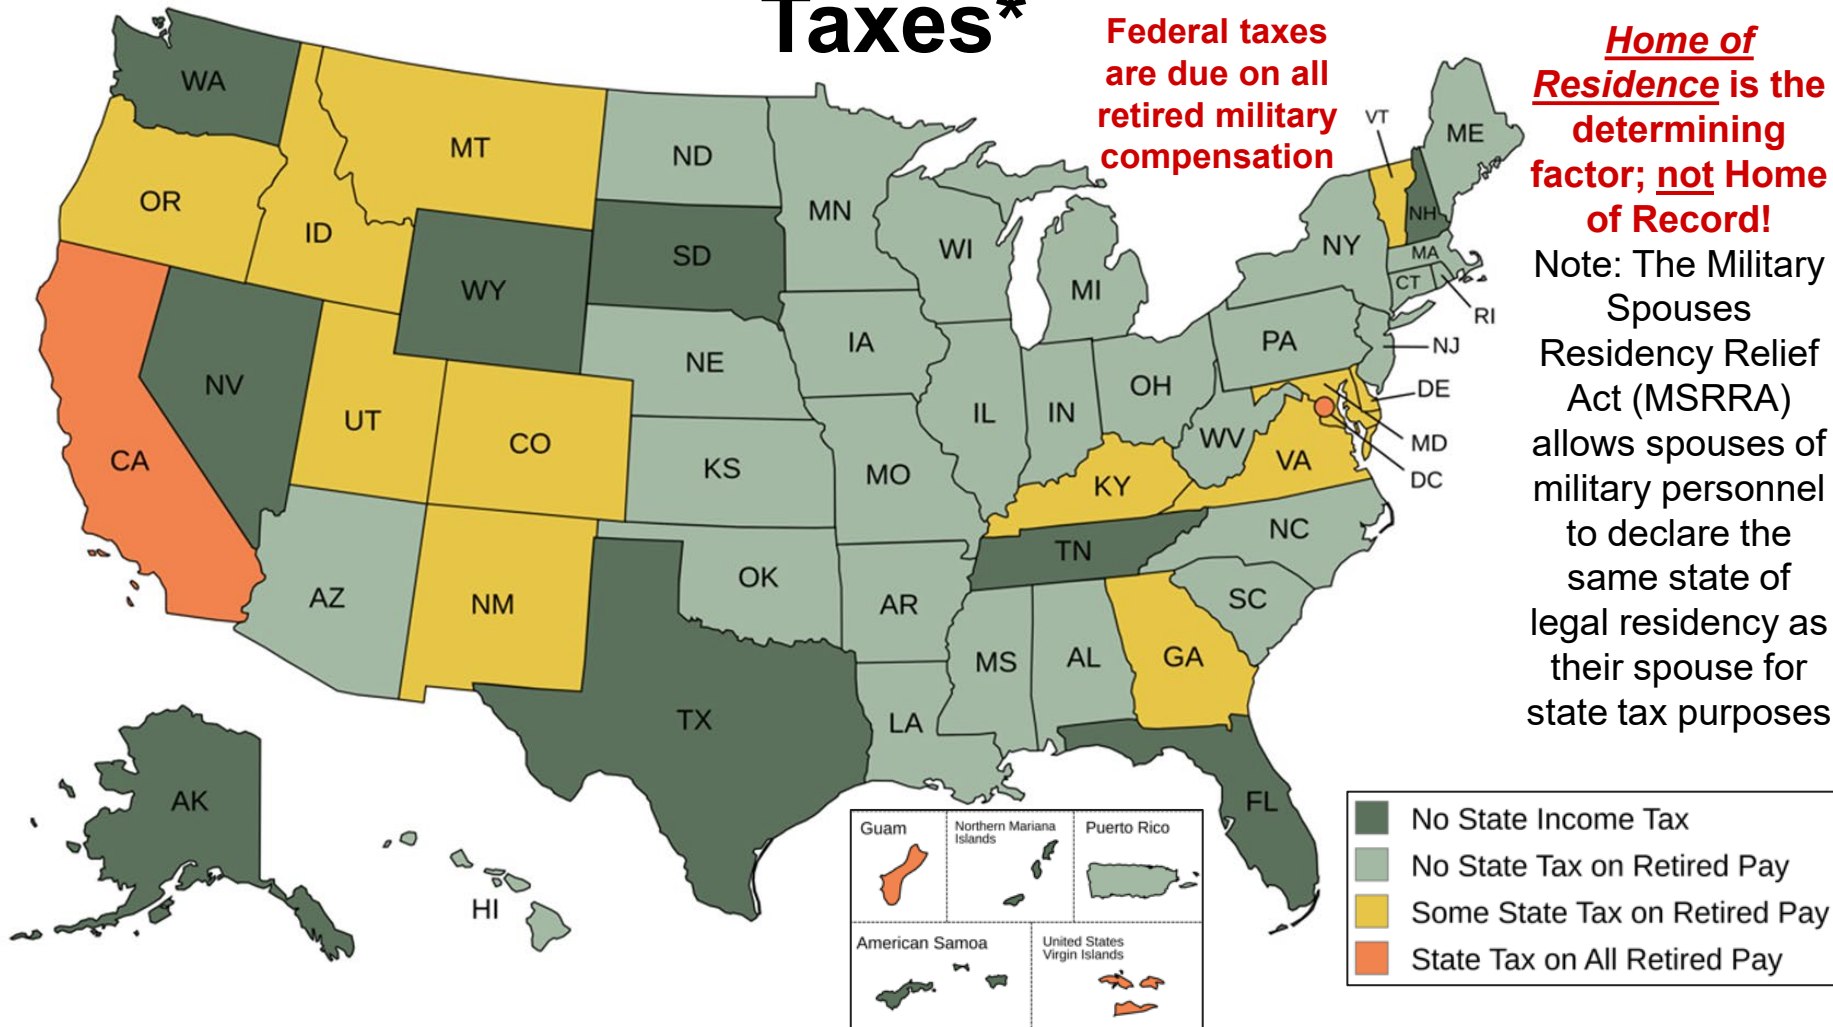 Taxes*
Federal taxes
are due on all
retired military
compensation
Home of
Residence is the
determining
factor; not Home
of Record!
Note: The Military
Spouses
Residency Relief
Act (MSRRA)
allows spouses of
military personnel
to declare the
same state of
legal residency as
their spouse for
state tax purposes
WA
MT
ND
MN
VT
ME
OR
ID
SD
WI
NH
NY
MA
WY
MI
CT
RI
IA
PA
NJ
NE
NV
OH
DE
UT
CO
IL
IN
WV
MD
CA
KS
MO
VA
DC
KY
NC
TN
OK
AZ
NM
AR
SC
MS
AL
GA
TX
LA
AK
FL
HI
Guam
Northern Mariana
Islands
Puerto Rico
American Samoa
United States
Virgin Islands
No State Income Tax
No State Tax on Retired Pay
Some State Tax on Retired Pay
State Tax on All Retired Pay